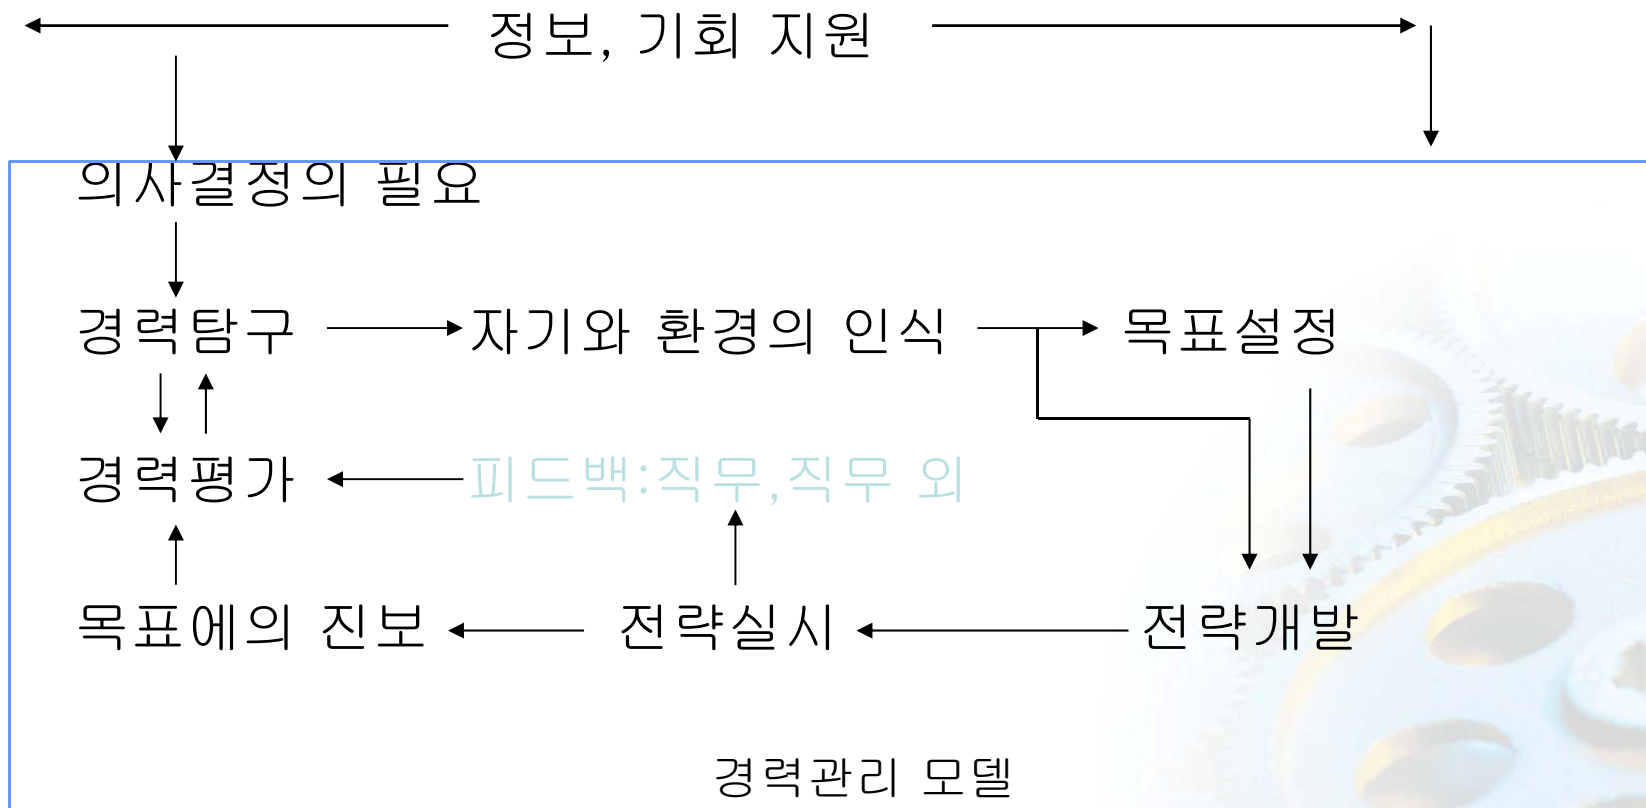 정보, 기회 지원
의사결정의 필요
경력탐구 자기와 환경의 인식 목표설정
경력평가 피드백:직무,직무 외
목표에의 진보 전략실시 전략개발
경력관리 모델